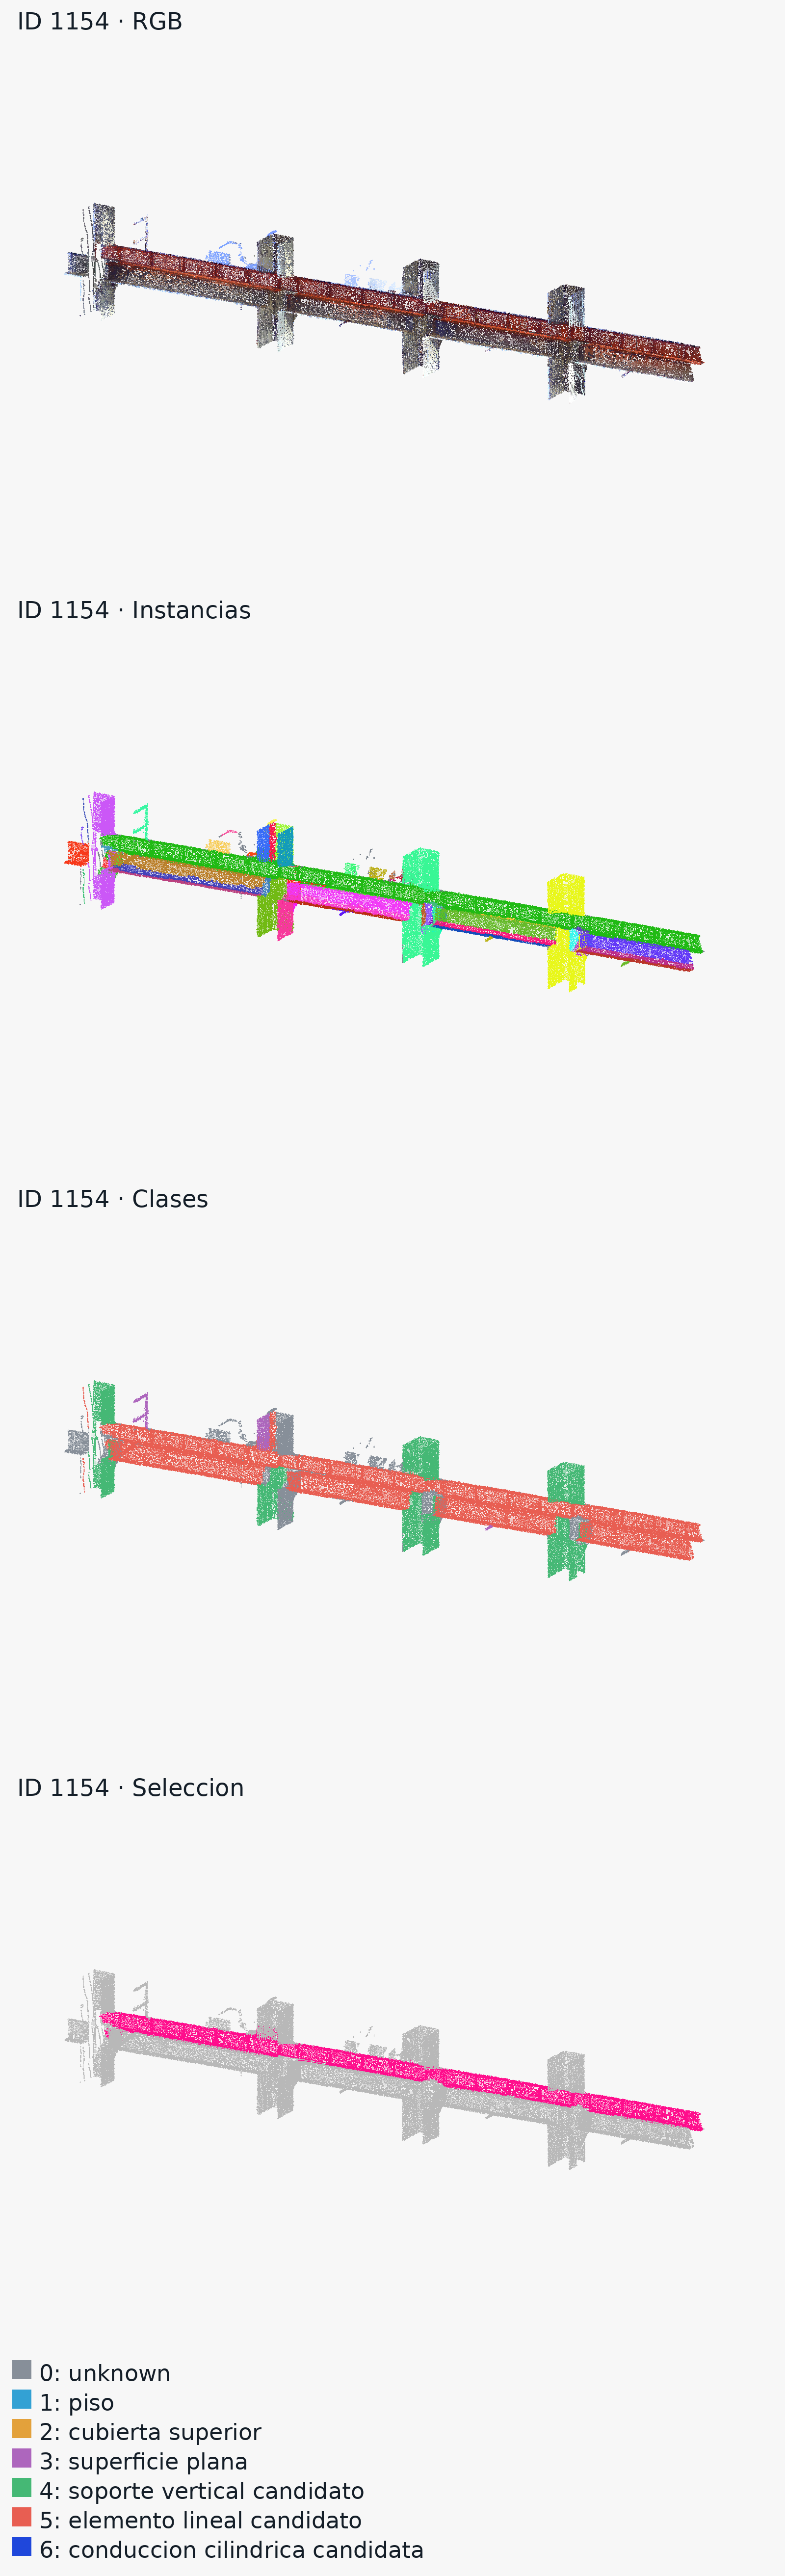 ID 1154 · RGB
ID 1154 · Instancias
ID 1154 · Clases
ID 1154 · Seleccion
0: unknown
1: piso
2: cubierta superior
3: superficie plana
4: soporte vertical candidato
5: elemento lineal candidato
6: conduccion cilindrica candidata